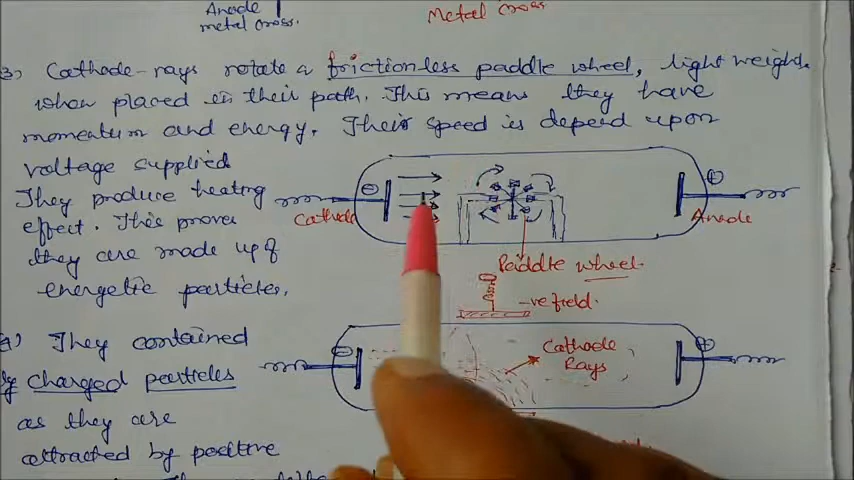 Anode
metal cross.
Metal cross
3) Cathode-rays rotate a frictionless paddle wheel, light weight
when placed in their path. This means they have
momentum and energy. Their speed is depend upon
voltage supplied
They produce heating
effect. This proves
they are made up of
energetic particles.
Cathode
Anode
Paddle wheel.
-ve field.
Cathode
Rays
They contained
charged particles
as they are
attracted by positive